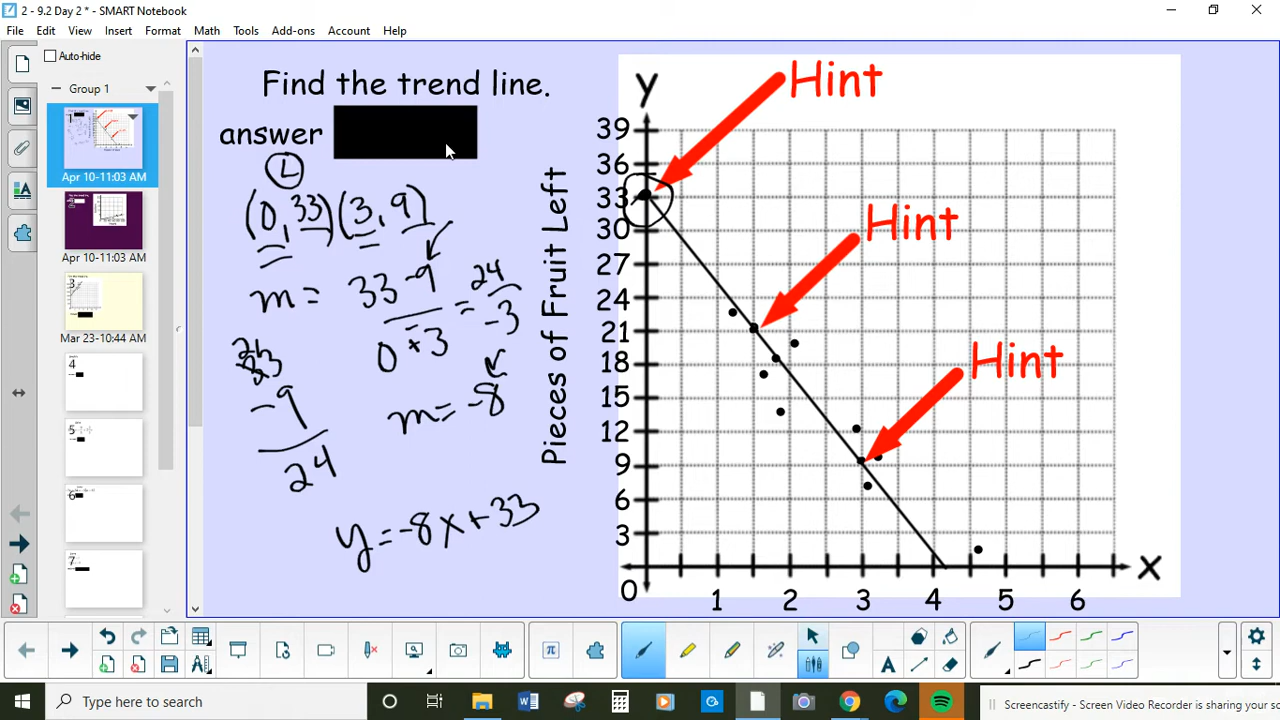 2 - 9.2 Day 2 * - SMART Notebook
File Edit View Insert Format Math Tools Add-ons Account Help
Auto-hide
Group 1
Apr 10-11:03 AM
Apr 10-11:03 AM
3
Mar 23-10:44 AM
4
5
6
7
Find the trend line.
answer
L
(0, 33)(3, 9)
m = 33 - 9 = 24
0 - 3 -3
m = -8
- 9
24
y = -8x + 33
Hint
Hint
Hint
y
Pieces of Fruit Left
39
36
33
30
27
24
21
18
15
12
9
6
3
0 1 2 3 4 5 6 x
π
A
Type here to search
Screencastify - Screen Video Recorder is sharing your sc